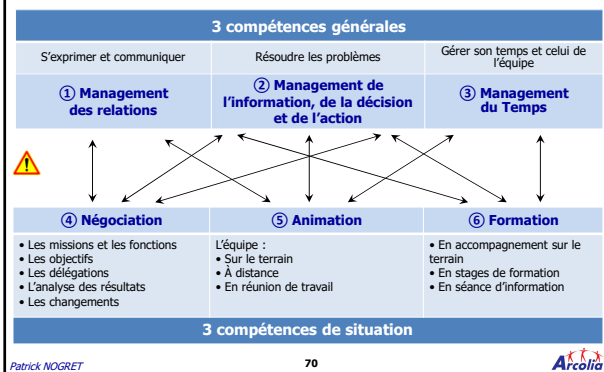 3 compétences générales
S'exprimer et communiquer
Résoudre les problèmes
Gérer son temps et celui de
l'équipe
① Management
des relations
② Management de
l'information, de la décision
et de l'action
③ Management
du Temps
④ Négociation
⑤ Animation
⑥ Formation
• Les missions et les fonctions
• Les objectifs
• Les délégations
• L'analyse des résultats
• Les changements
L'équipe :
• Sur le terrain
• À distance
• En réunion de travail
• En accompagnement sur le
terrain
• En stages de formation
• En séance d'information
3 compétences de situation
Patrick NOGRET
70
Arcolia